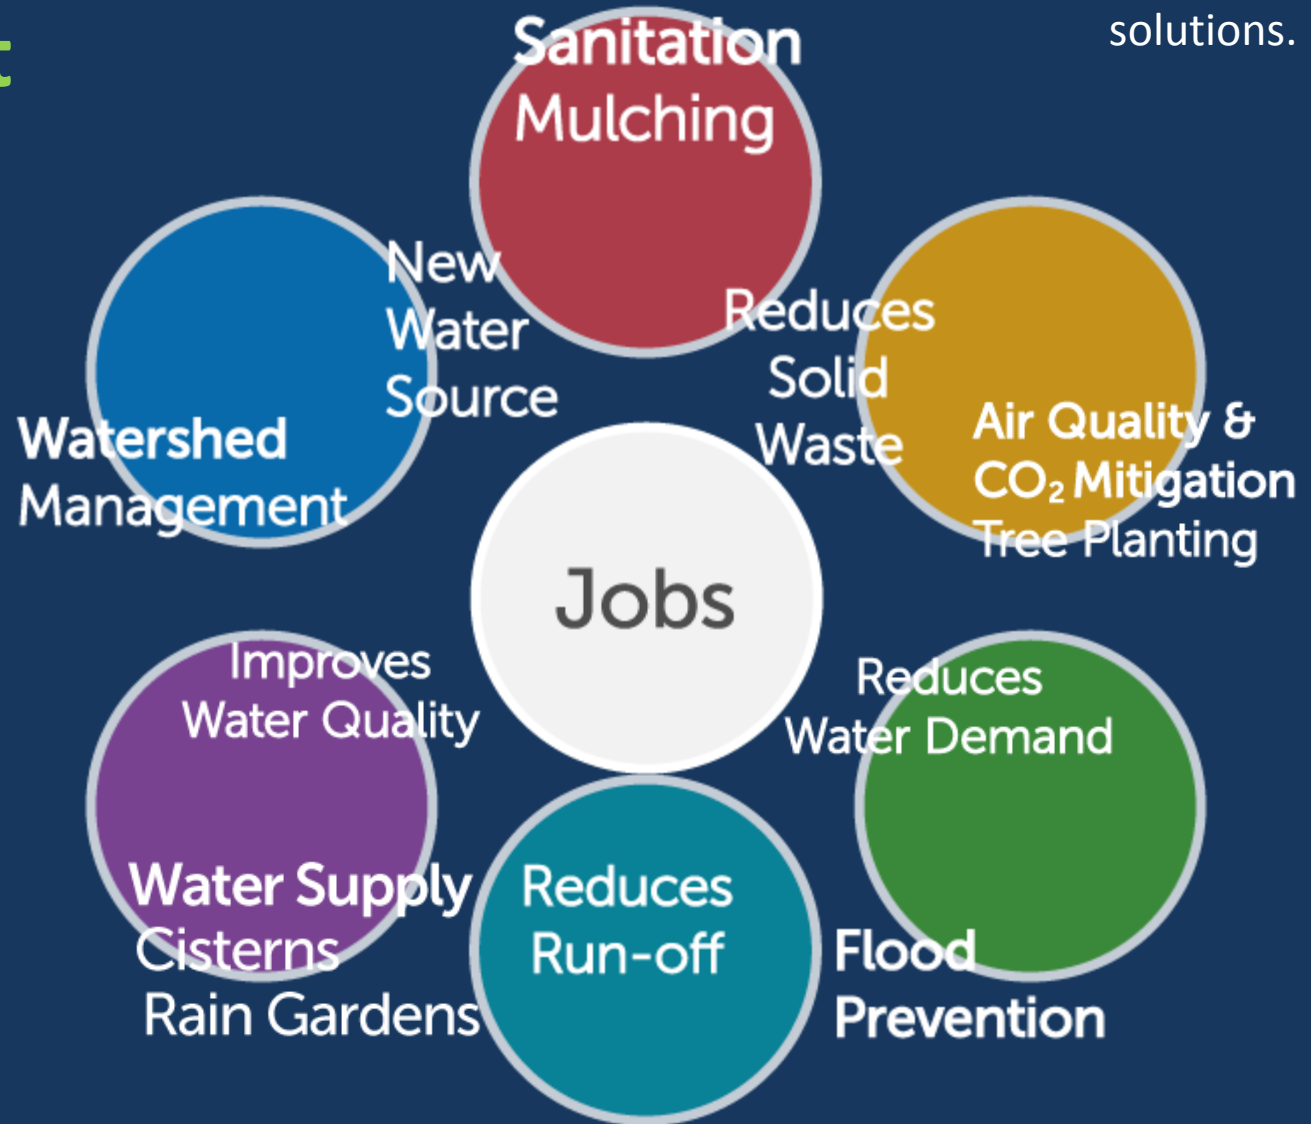 t
solutions.
Sanitation
Mulching
New
Water
Source
Reduces
Solid
Waste
Watershed
Management
Air Quality &
CO₂ Mitigation
Tree Planting
Jobs
Improves
Water Quality
Reduces
Water Demand
Water Supply
Cisterns
Rain Gardens
Reduces
Run-off
Flood
Prevention